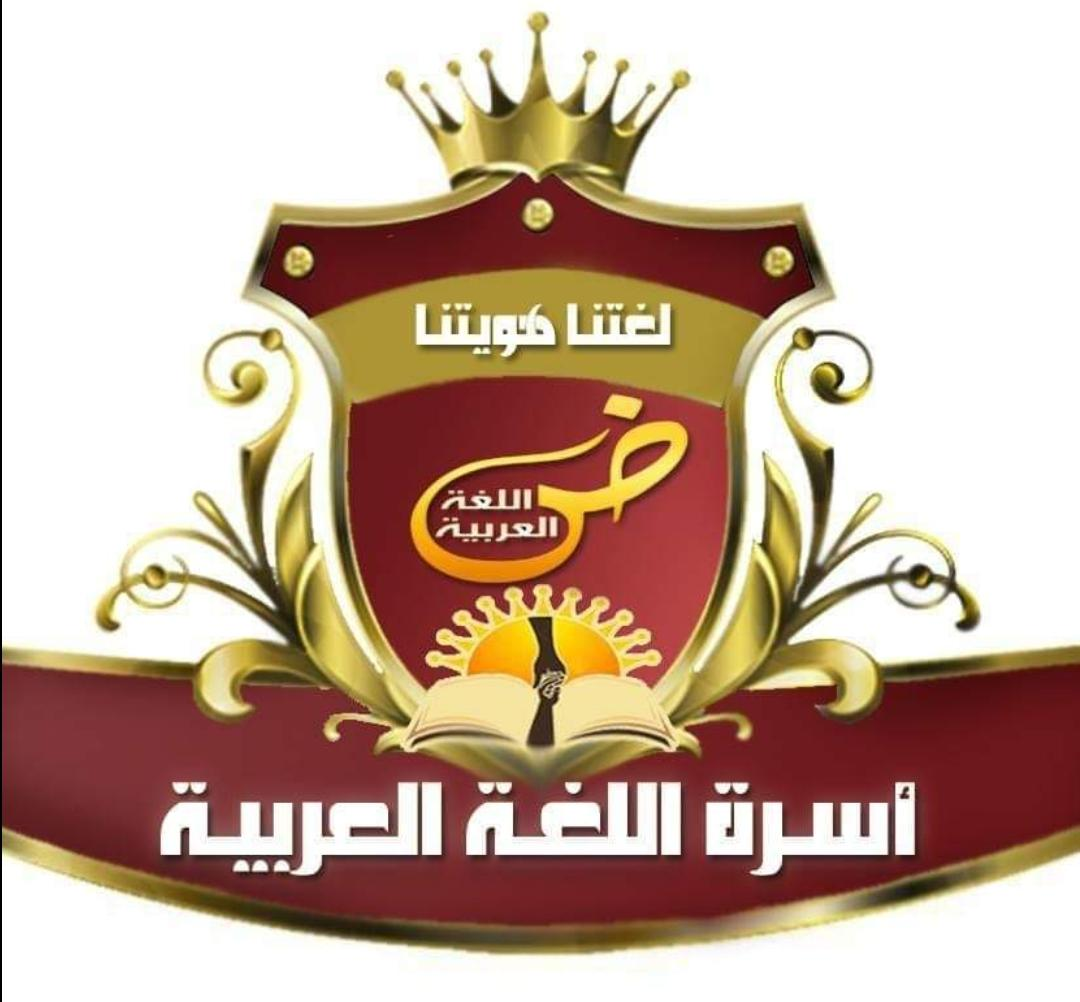 لغتنا هويتنا
ض
اللغة
العربية
أسرة اللغة العربية